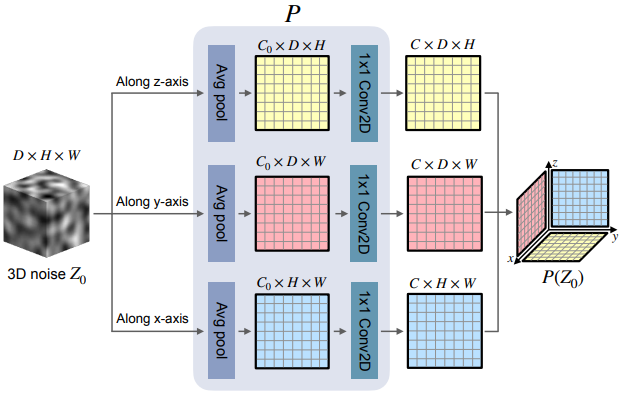 P
D × H × W
3D noise Z₀
Along z-axis
Avg pool
C₀ × D × H
1x1 Conv2D
C × D × H
Along y-axis
Avg pool
C₀ × D × W
1x1 Conv2D
C × D × W
Along x-axis
Avg pool
C₀ × H × W
1x1 Conv2D
C × H × W
z
y
x
P(Z₀)